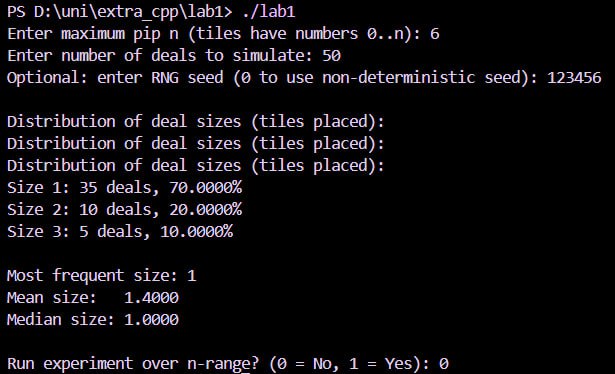 PS D:\uni\extra_cpp\lab1> ./lab1
Enter maximum pip n (tiles have numbers 0..n): 6
Enter number of deals to simulate: 50
Optional: enter RNG seed (0 to use non-deterministic seed): 123456
Distribution of deal sizes (tiles placed):
Distribution of deal sizes (tiles placed):
Distribution of deal sizes (tiles placed):
Size 1: 35 deals, 70.0000%
Size 2: 10 deals, 20.0000%
Size 3: 5 deals, 10.0000%
Most frequent size: 1
Mean size:   1.4000
Median size: 1.0000
Run experiment over n-range? (0 = No, 1 = Yes): 0